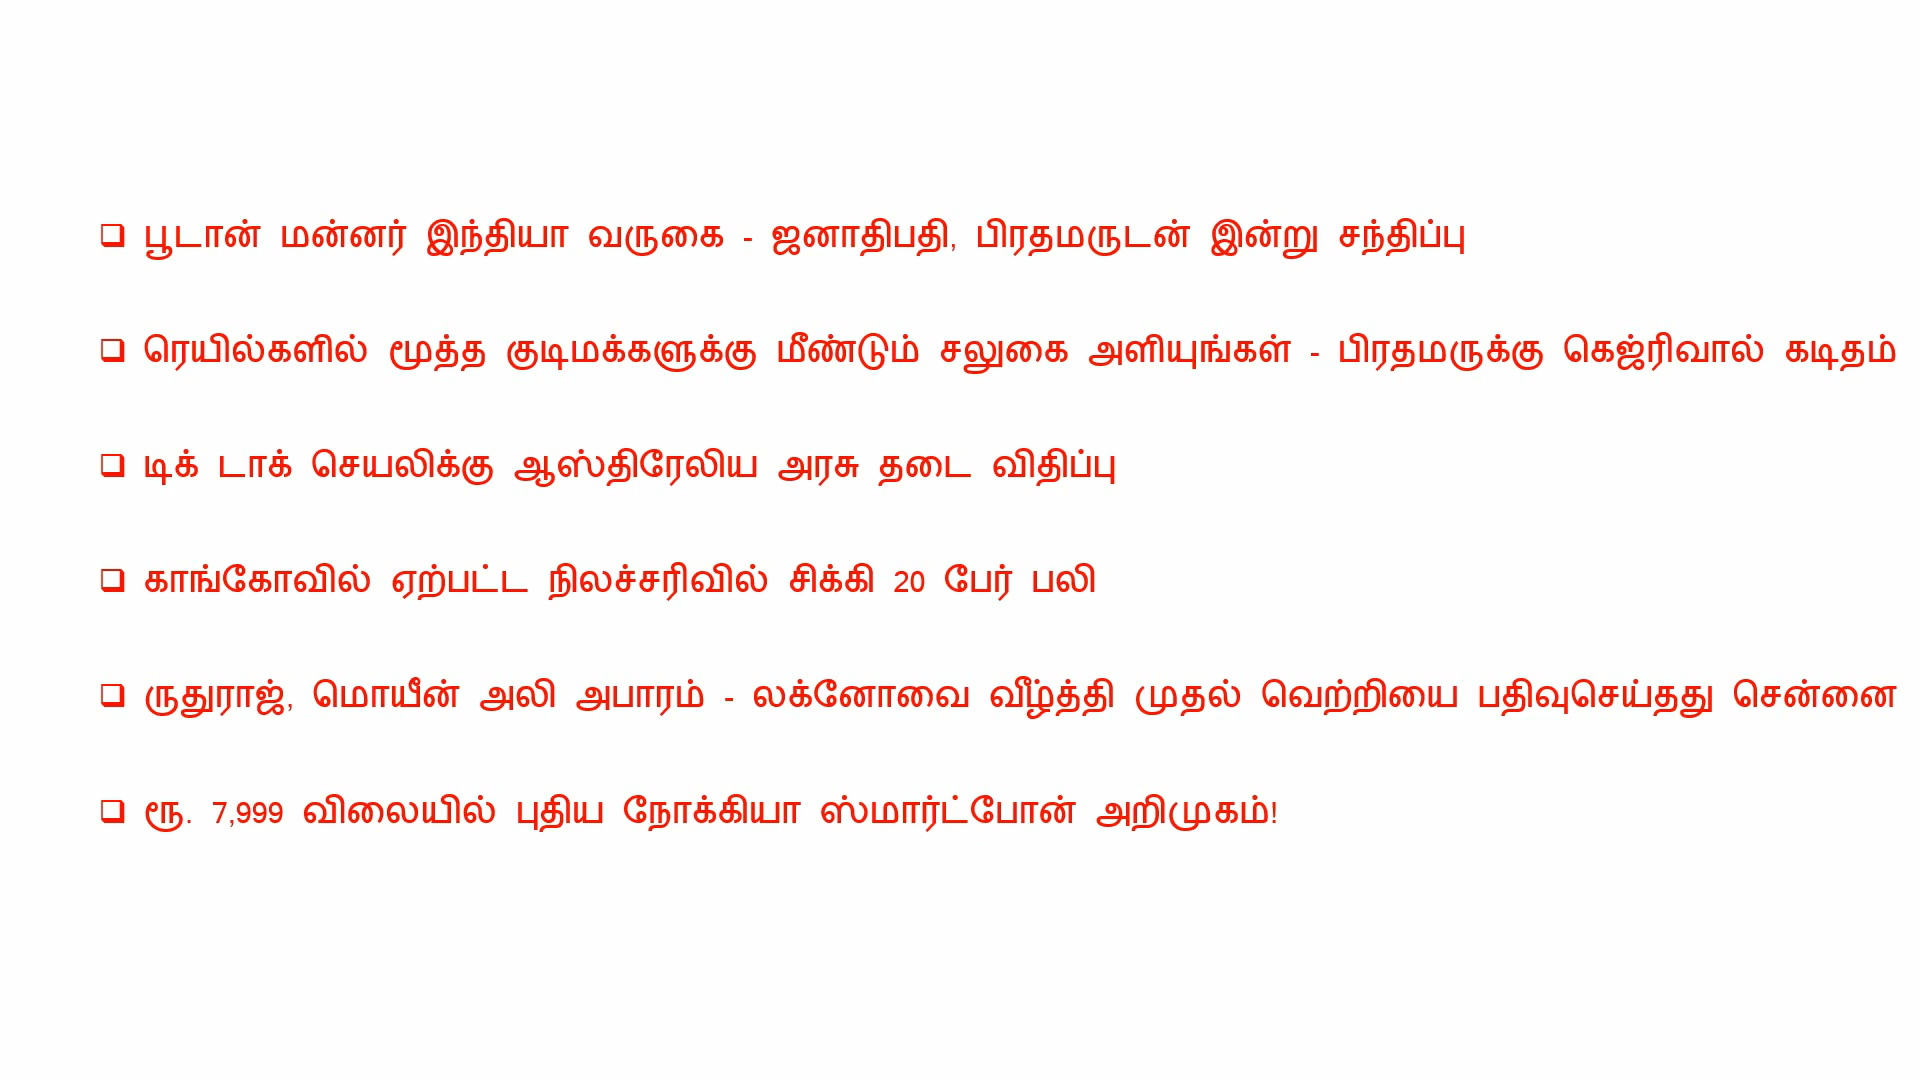 ❑ பூடான் மன்னர் இந்தியா வருகை - ஜனாதிபதி, பிரதமருடன் இன்று சந்திப்பு
❑ ரெயில்களில் மூத்த குடிமக்களுக்கு மீண்டும் சலுகை அளியுங்கள் - பிரதமருக்கு கெஜ்ரிவால் கடிதம்
❑ டிக் டாக் செயலிக்கு ஆஸ்திரேலிய அரசு தடை விதிப்பு
❑ காங்கோவில் ஏற்பட்ட நிலச்சரிவில் சிக்கி 20 பேர் பலி
❑ ருதுராஜ், மொயீன் அலி அபாரம் - லக்னோவை வீழ்த்தி முதல் வெற்றியை பதிவுசெய்தது சென்னை
❑ ரூ. 7,999 விலையில் புதிய நோக்கியா ஸ்மார்ட்போன் அறிமுகம்!